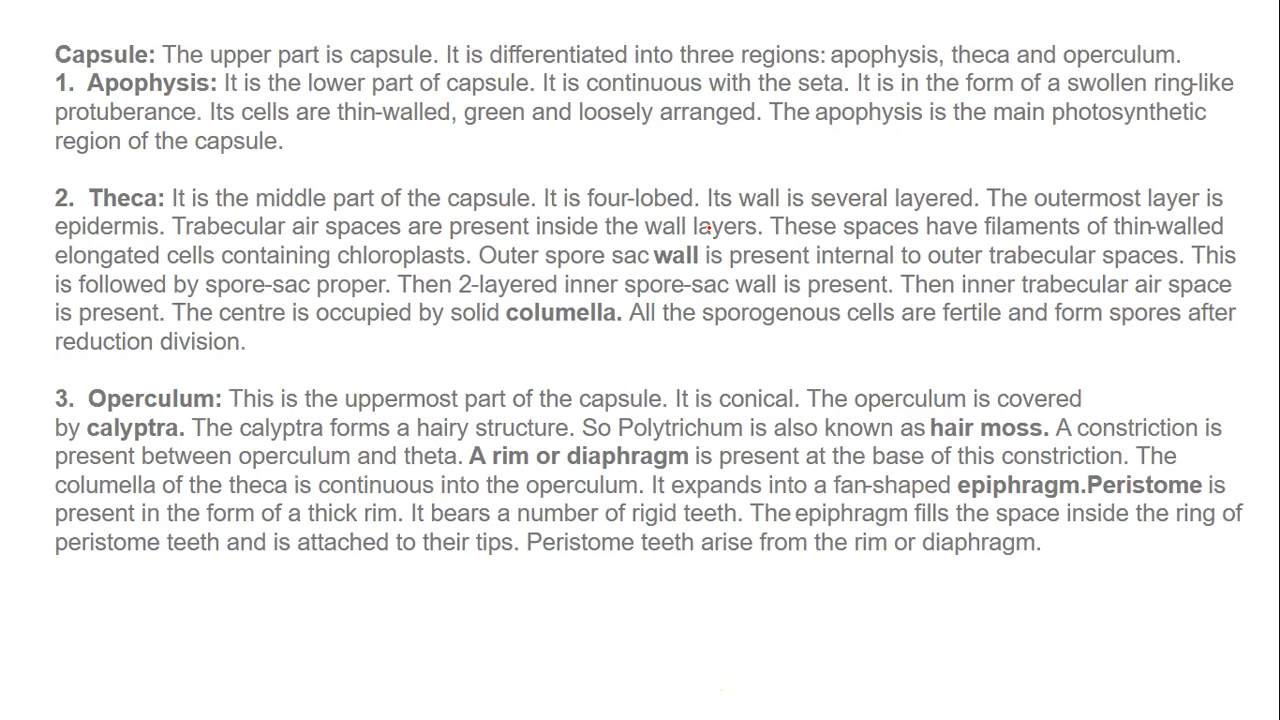 Capsule: The upper part is capsule. It is differentiated into three regions: apophysis, theca and operculum.
1. Apophysis: It is the lower part of capsule. It is continuous with the seta. It is in the form of a swollen ring-like
protuberance. Its cells are thin-walled, green and loosely arranged. The apophysis is the main photosynthetic
region of the capsule.
2. Theca: It is the middle part of the capsule. It is four-lobed. Its wall is several layered. The outermost layer is
epidermis. Trabecular air spaces are present inside the wall layers. These spaces have filaments of thin-walled
elongated cells containing chloroplasts. Outer spore sac wall is present internal to outer trabecular spaces. This
is followed by spore-sac proper. Then 2-layered inner spore-sac wall is present. Then inner trabecular air space
is present. The centre is occupied by solid columella. All the sporogenous cells are fertile and form spores after
reduction division.
3. Operculum: This is the uppermost part of the capsule. It is conical. The operculum is covered
by calyptra. The calyptra forms a hairy structure. So Polytrichum is also known as hair moss. A constriction is
present between operculum and theta. A rim or diaphragm is present at the base of this constriction. The
columella of the theca is continuous into the operculum. It expands into a fan-shaped epiphragm.Peristome is
present in the form of a thick rim. It bears a number of rigid teeth. The epiphragm fills the space inside the ring of
peristome teeth and is attached to their tips. Peristome teeth arise from the rim or diaphragm.